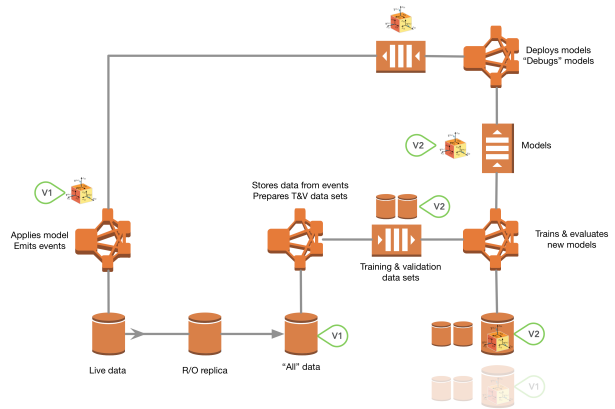 Deploys models
"Debugs" models
V2
Models
V1
Stores data from events
Prepares T&V data sets
V2
Applies model
Emits events
Trains & evaluates
new models
Training & validation
data sets
V1
V2
Live data
R/O replica
"All" data
V1